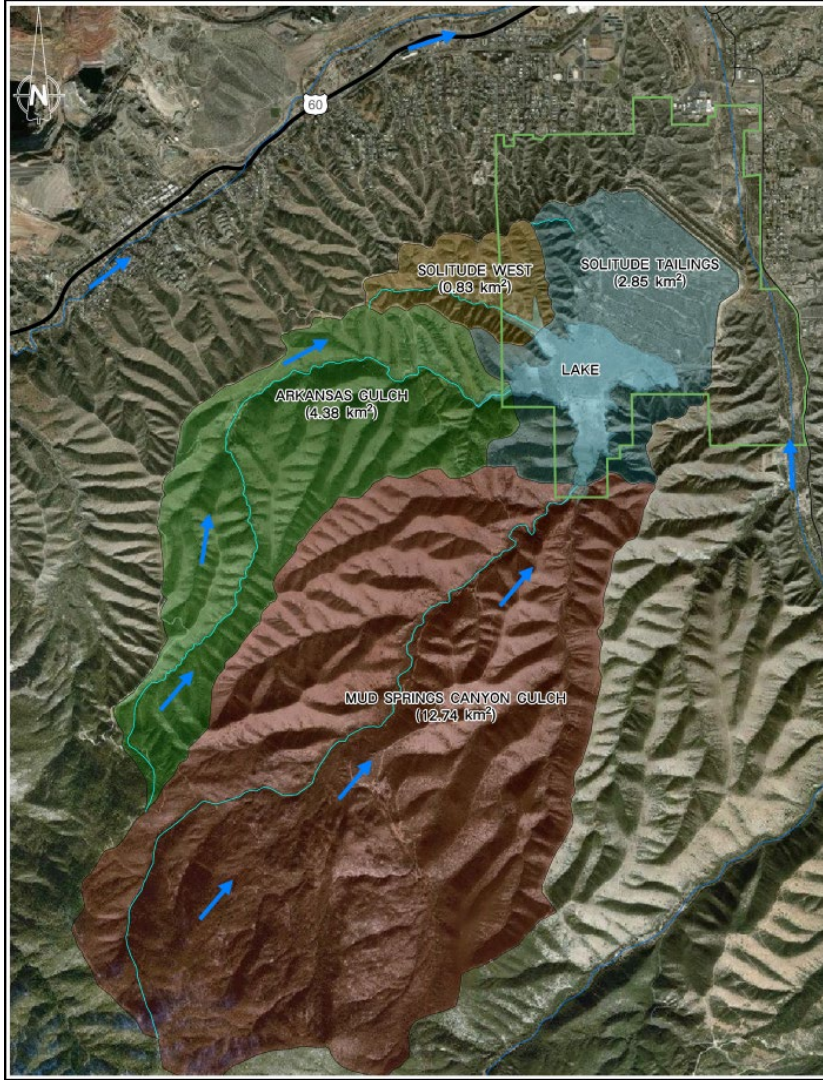 N
60
SOLITUDE WEST
(0.83 km²)
SOLITUDE TAILINGS
(2.85 km²)
LAKE
ARKANSAS GULCH
(4.38 km²)
MUD SPRINGS CANYON GULCH
(12.74 km²)